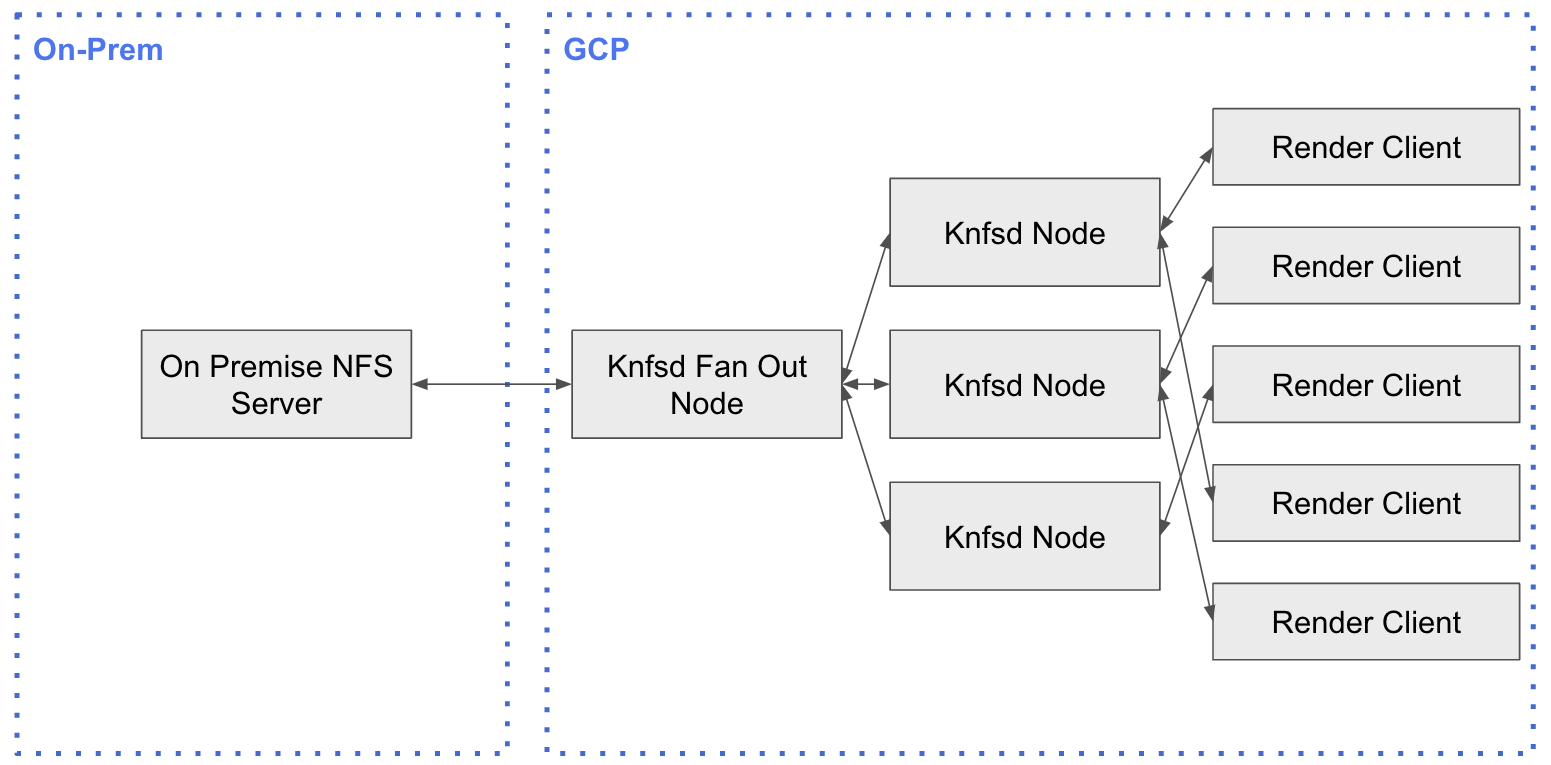 On-Prem
GCP
On Premise NFS
Server
Knfsd Fan Out
Node
Knfsd Node
Knfsd Node
Knfsd Node
Render Client
Render Client
Render Client
Render Client
Render Client